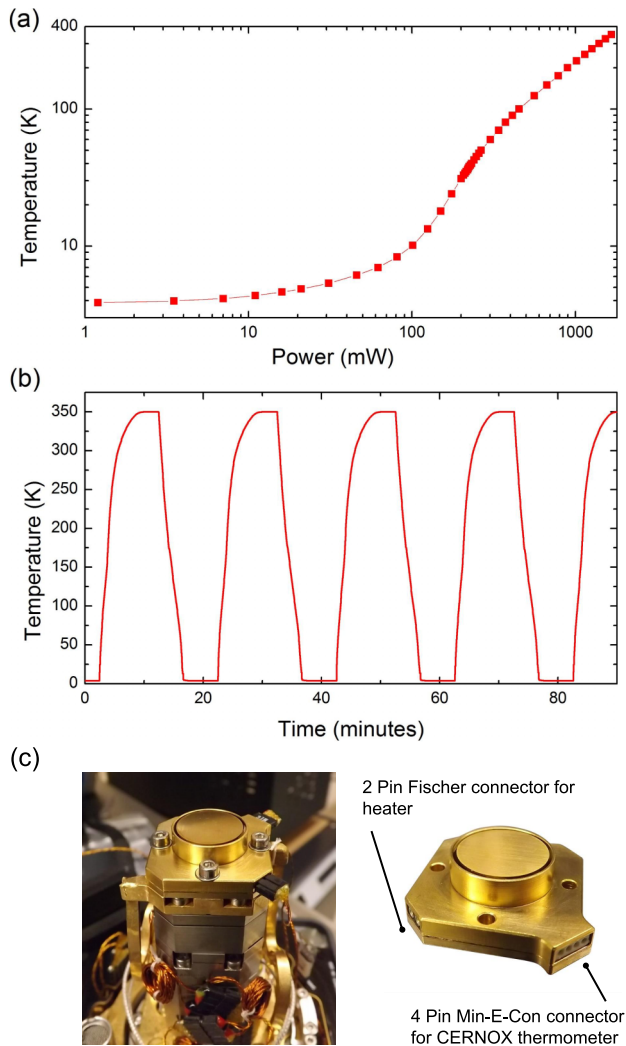 (a)
400
100
10
Temperature (K)
1
10
100
1000
Power (mW)
(b)
350
300
250
200
150
100
50
0
Temperature (K)
0
20
40
60
80
Time (minutes)
(c)
2 Pin Fischer connector for
heater
4 Pin Min-E-Con connector
for CERNOX thermometer